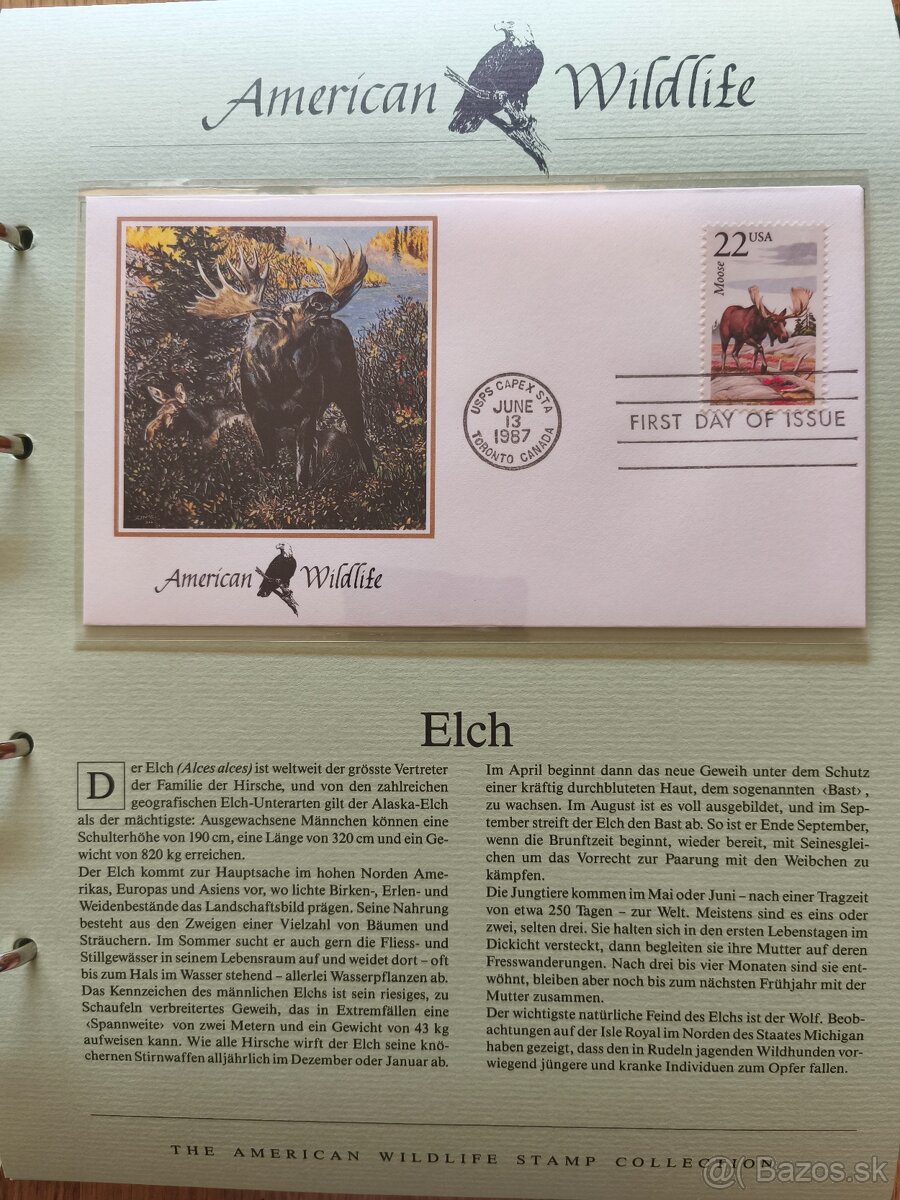 American Wildlife
22 USA
Moose
USPS CAPEX STA
JUNE
13
1987
TORONTO CANADA
FIRST DAY OF ISSUE
American Wildlife
Elch
Der Elch (Alces alces) ist weltweit der grösste Vertreter
der Familie der Hirsche, und von den zahlreichen
geografischen Elch-Unterarten gilt der Alaska-Elch
als der mächtigste: Ausgewachsene Männchen können eine
Schulterhöhe von 190 cm, eine Länge von 320 cm und ein Ge-
wicht von 820 kg erreichen.
Der Elch kommt zur Hauptsache im hohen Norden Ame-
rikas, Europas und Asiens vor, wo lichte Birken-, Erlen- und
Weidenbestände das Landschaftsbild prägen. Seine Nahrung
besteht aus den Zweigen einer Vielzahl von Bäumen und
Sträuchern. Im Sommer sucht er auch gern die Fliess- und
Stillgewässer in seinem Lebensraum auf und weidet dort – oft
bis zum Hals im Wasser stehend – allerlei Wasserpflanzen ab.
Das Kennzeichen des männlichen Elchs ist sein riesiges, zu
Schaufeln verbreitertes Geweih, das in Extremfällen eine
‹Spannweite› von zwei Metern und ein Gewicht von 43 kg
aufweisen kann. Wie alle Hirsche wirft der Elch seine knö-
chernen Stirnwaffen alljährlich im Dezember oder Januar ab.
Im April beginnt dann das neue Geweih unter dem Schutz
einer kräftig durchbluteten Haut, dem sogenannten ‹Bast›,
zu wachsen. Im August ist es voll ausgebildet, und im Sep-
tember streift der Elch den Bast ab. So ist er Ende September,
wenn die Brunftzeit beginnt, wieder bereit, mit Seinesglei-
chen um das Vorrecht zur Paarung mit den Weibchen zu
kämpfen.
Die Jungtiere kommen im Mai oder Juni – nach einer Tragzeit
von etwa 250 Tagen – zur Welt. Meistens sind es eins oder
zwei, selten drei. Sie halten sich in den ersten Lebenstagen im
Dickicht versteckt, dann begleiten sie ihre Mutter auf deren
Fresswanderungen. Nach drei bis vier Monaten sind sie ent-
wöhnt, bleiben aber noch bis zum nächsten Frühjahr mit der
Mutter zusammen.
Der wichtigste natürliche Feind des Elchs ist der Wolf. Beob-
achtungen auf der Isle Royal im Norden des Staates Michigan
haben gezeigt, dass den in Rudeln jagenden Wildhunden vor-
wiegend jüngere und kranke Individuen zum Opfer fallen.
THE AMERICAN WILDLIFE STAMP COLLECTION
@ Bazos.sk